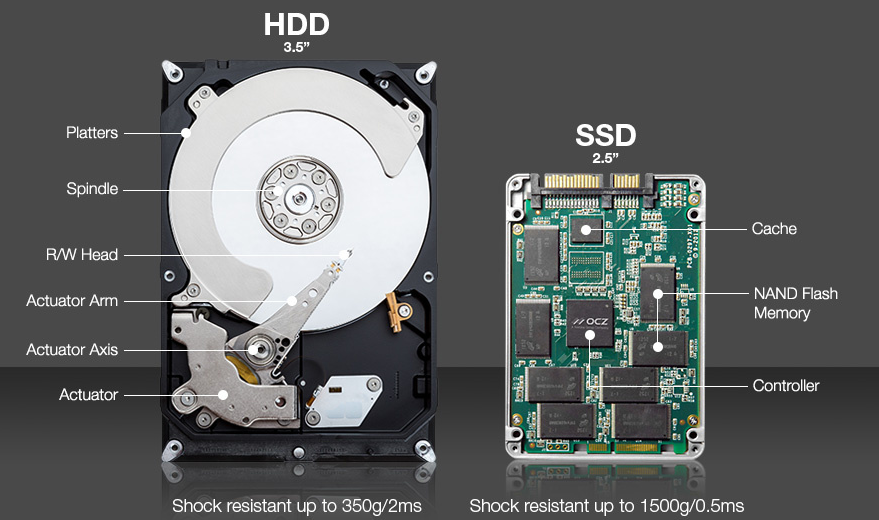 HDD
3.5"
Platters
Spindle
R/W Head
Actuator Arm
Actuator Axis
Actuator
Shock resistant up to 350g/2ms
SSD
2.5"
Cache
NAND Flash
Memory
Controller
OCZ
Shock resistant up to 1500g/0.5ms